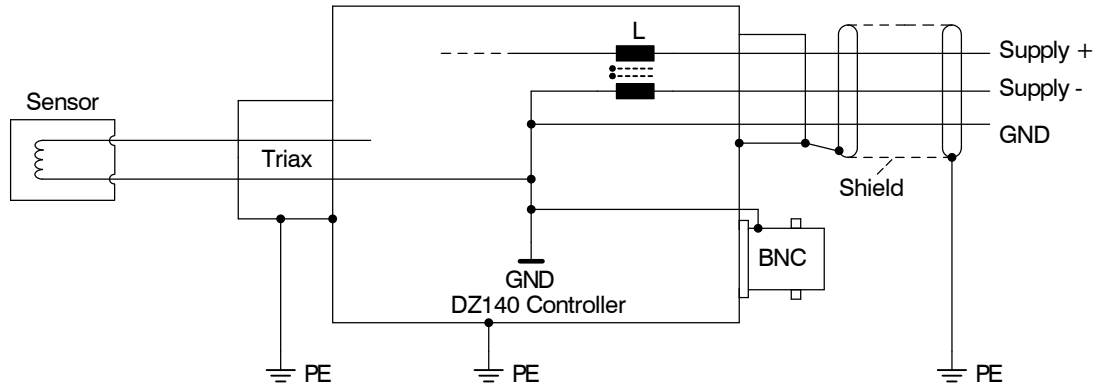 L
Supply +
Supply -
GND
Sensor
Triax
Shield
BNC
GND
DZ140 Controller
PE
PE
PE